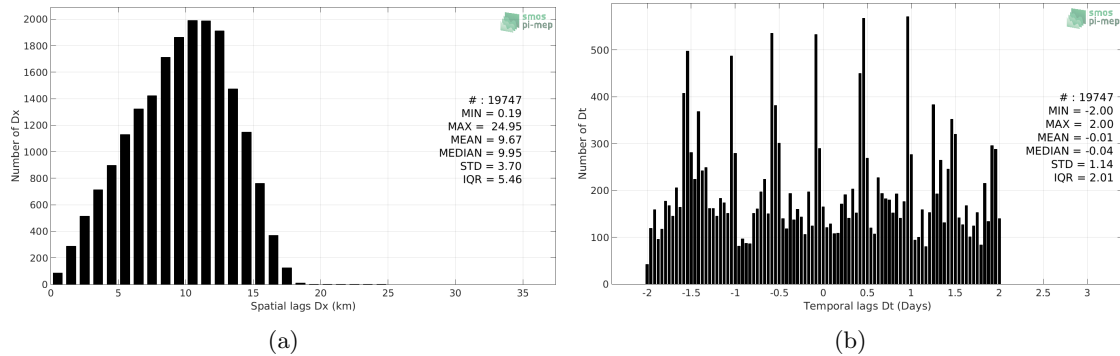 2000
1800
1600
1400
1200
1000
800
600
400
200
0
Number of Dx
0 5 10 15 20 25 30 35
Spatial lags Dx (km)
smos
pi-mep
# : 19747
MIN = 0.19
MAX = 24.95
MEAN = 9.67
MEDIAN = 9.95
STD = 3.70
IQR = 5.46
(a)
500
400
300
200
100
0
Number of Dt
-2 -1.5 -1 -0.5 0 0.5 1 1.5 2 2.5 3
Temporal lags Dt (Days)
smos
pi-mep
# : 19747
MIN = -2.00
MAX = 2.00
MEAN = -0.01
MEDIAN = -0.04
STD = 1.14
IQR = 2.01
(b)